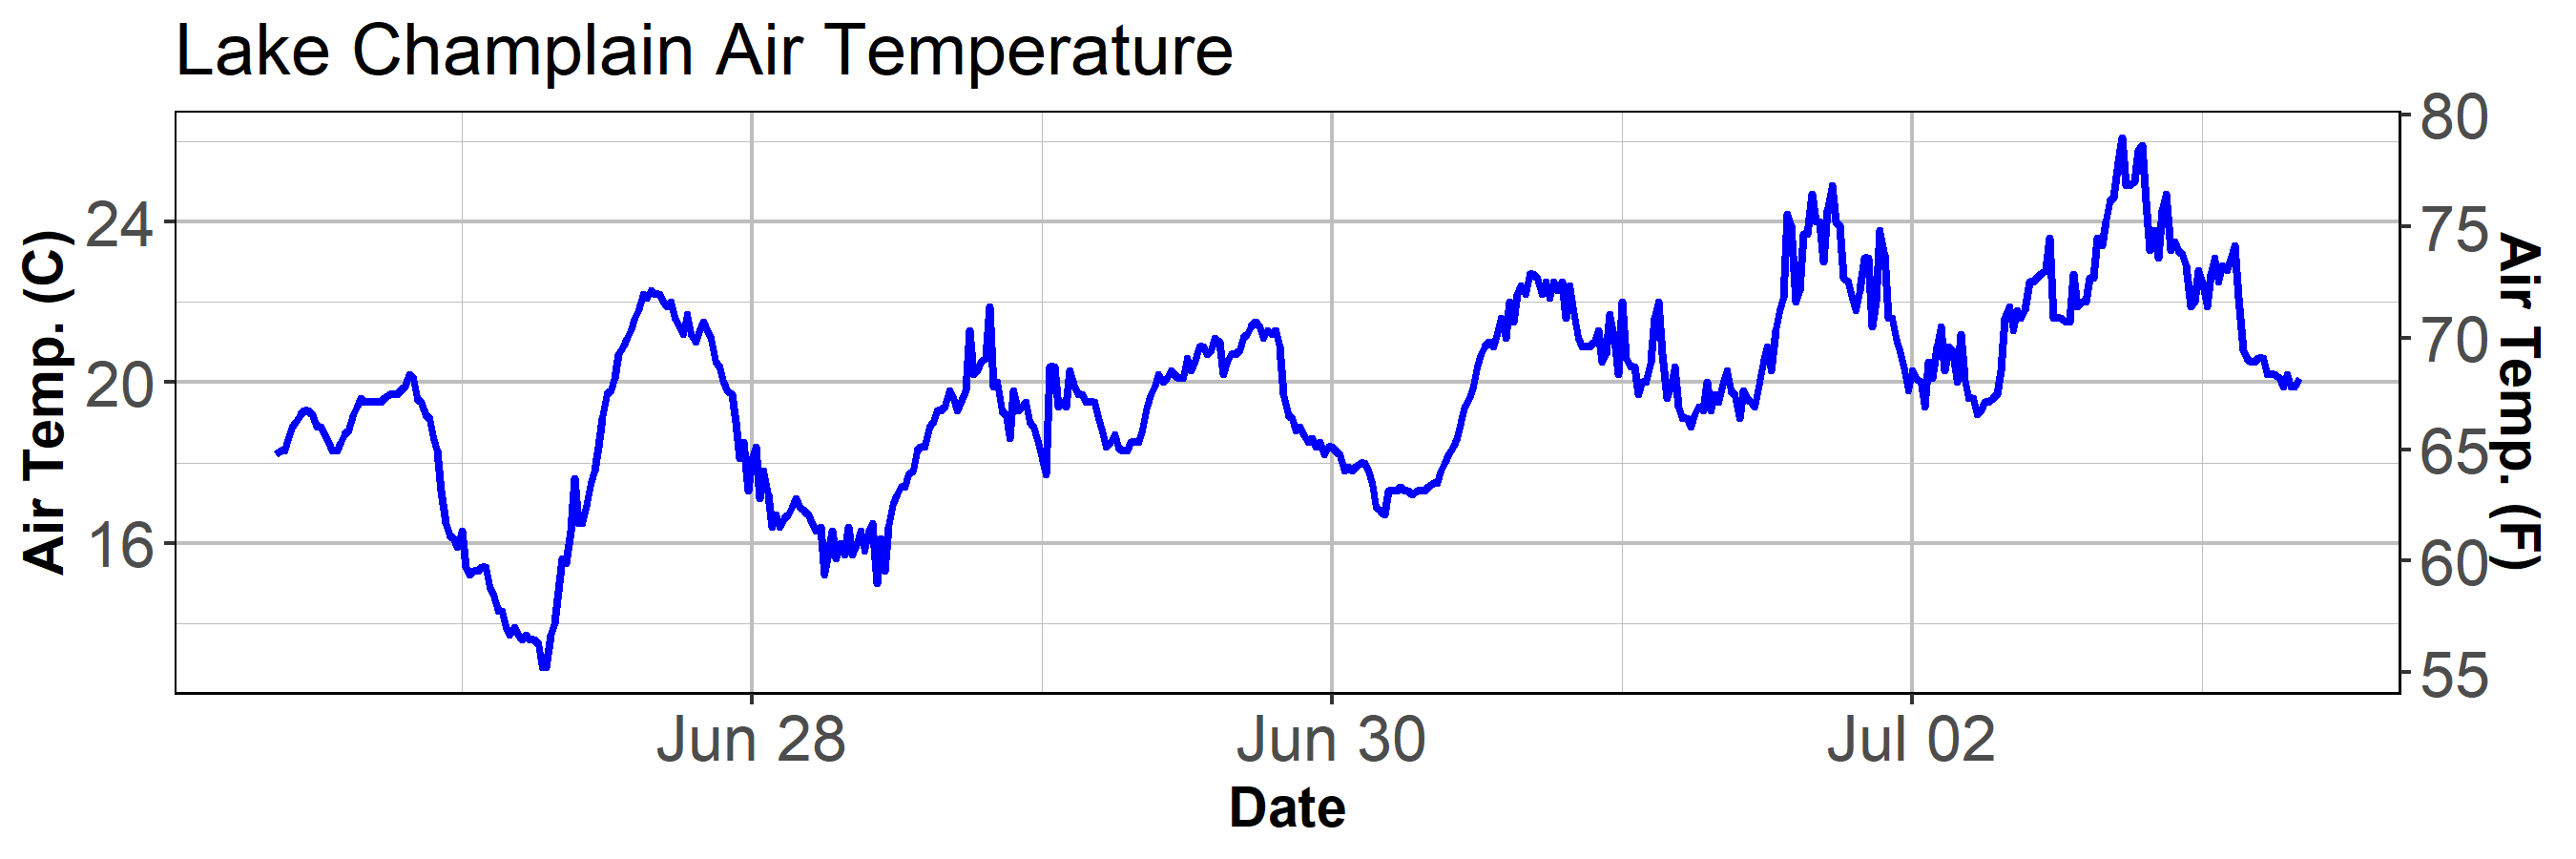 Lake Champlain Air Temperature
Air Temp. (C)
24
20
16
80
75
70
65
60
55
Air Temp. (F)
Jun 28
Jun 30
Jul 02
Date